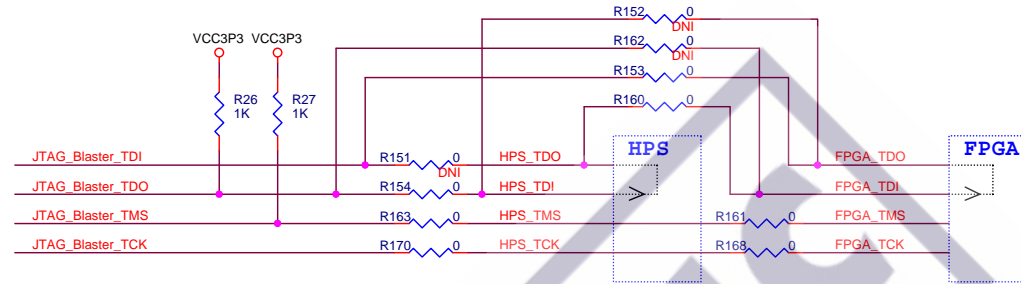 R152 0
DNI
VCC3P3 VCC3P3
R162 0
DNI
R153 0
R26
1K
R27
1K
R160 0
HPS
FPGA
JTAG_Blaster_TDI R151 0 HPS_TDO FPGA_TDO
DNI
JTAG_Blaster_TDO R154 0 HPS_TDI FPGA_TDI
JTAG_Blaster_TMS R163 0 HPS_TMS R161 0 FPGA_TMS
JTAG_Blaster_TCK R170 0 HPS_TCK R168 0 FPGA_TCK